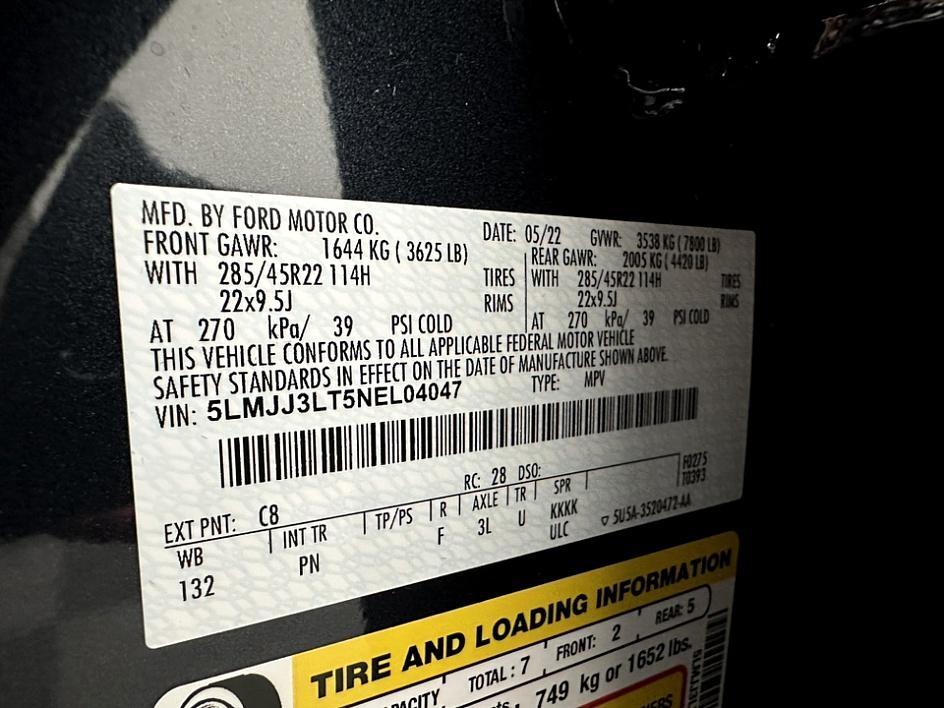 MFD. BY FORD MOTOR CO.
DATE: 05/22 GVWR: 3538 KG ( 7800 LB)
FRONT GAWR: 1644 KG ( 3625 LB)
REAR GAWR: 2005 KG ( 4420 LB)
WITH 285/45R22 114H TIRES
WITH 285/45R22 114H TIRES
22x9.5J RIMS
22x9.5J RIMS
AT 270 kPa/ 39 PSI COLD
AT 270 kPa/ 39 PSI COLD
THIS VEHICLE CONFORMS TO ALL APPLICABLE FEDERAL MOTOR VEHICLE
SAFETY STANDARDS IN EFFECT ON THE DATE OF MANUFACTURE SHOWN ABOVE.
VIN: 5LMJJ3LT5NEL04047
TYPE: MPV
EXT PNT: C8
RC: 28 DSO:
F0275
T0393
WB INT TR TP/PS R AXLE TR SPR
132 PN F 3L U KKKK
ULC
5U5A-3520472-AA
TIRE AND LOADING INFORMATION
TOTAL : 7 FRONT: 2 REAR: 5
749 kg or 1652 lbs.